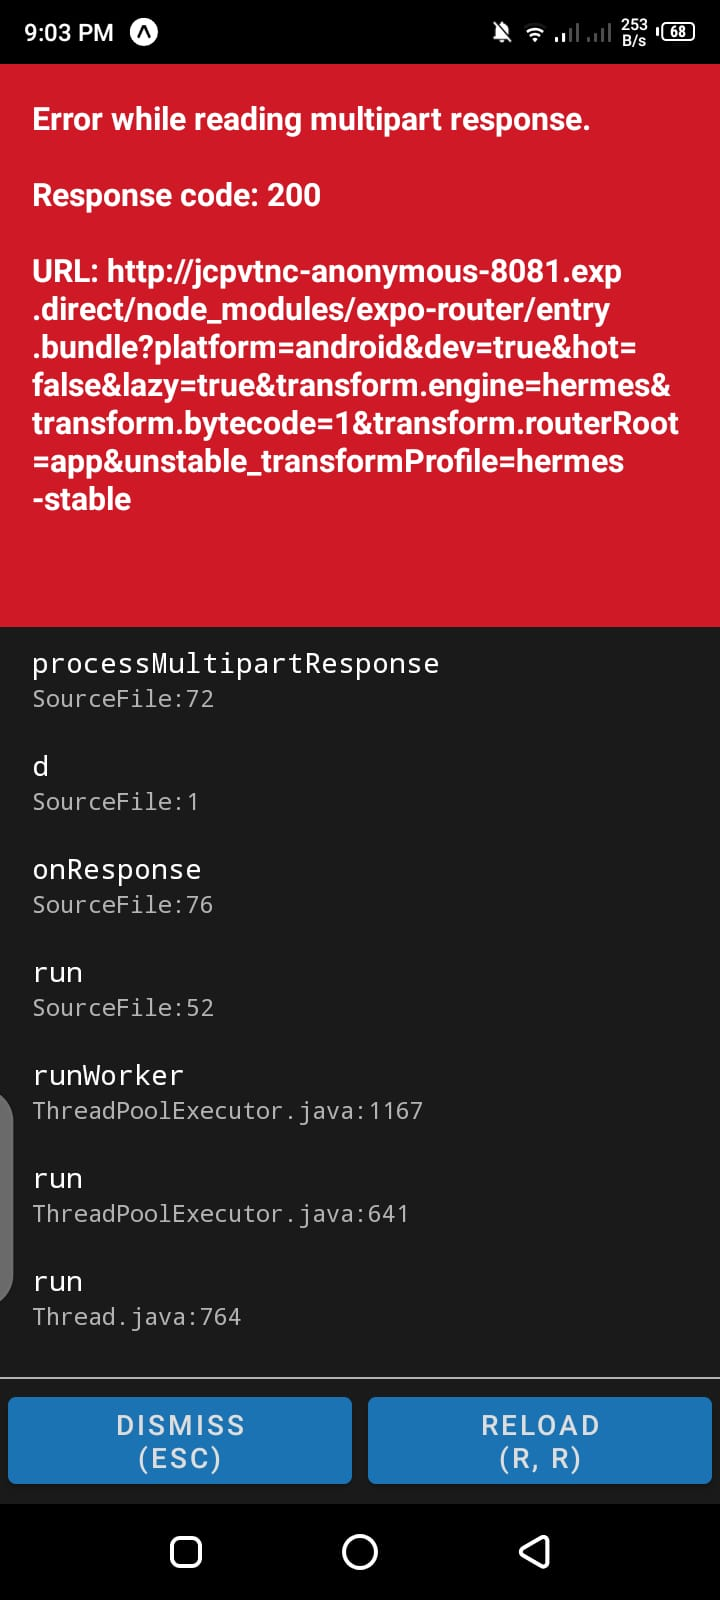 9:03 PM
253
B/s
68
Error while reading multipart response.
Response code: 200
URL: http://jcpvtnc-anonymous-8081.exp
.direct/node_modules/expo-router/entry
.bundle?platform=android&dev=true&hot=
false&lazy=true&transform.engine=hermes&
transform.bytecode=1&transform.routerRoot
=app&unstable_transformProfile=hermes
-stable
processMultipartResponse
SourceFile:72
d
SourceFile:1
onResponse
SourceFile:76
run
SourceFile:52
runWorker
ThreadPoolExecutor.java:1167
run
ThreadPoolExecutor.java:641
run
Thread.java:764
DISMISS
(ESC)
RELOAD
(R, R)